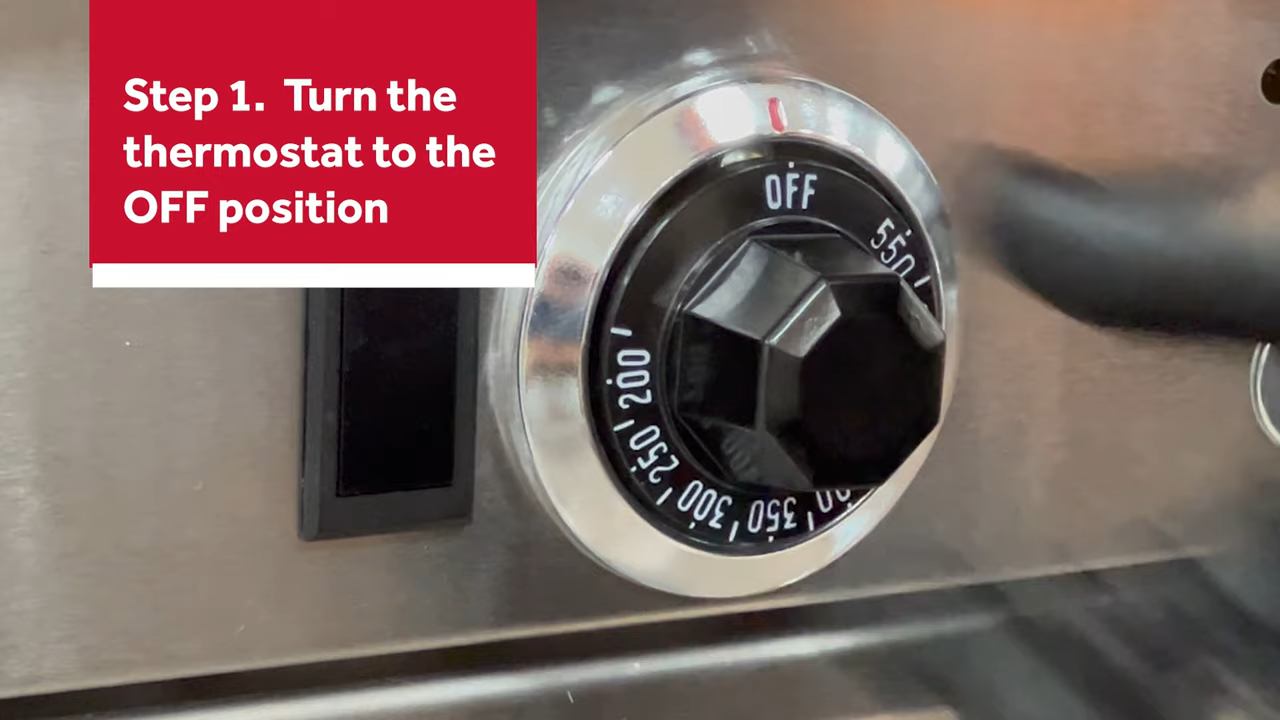 Step 1. Turn the
thermostat to the
OFF position
OFF
550
200
250
300
350